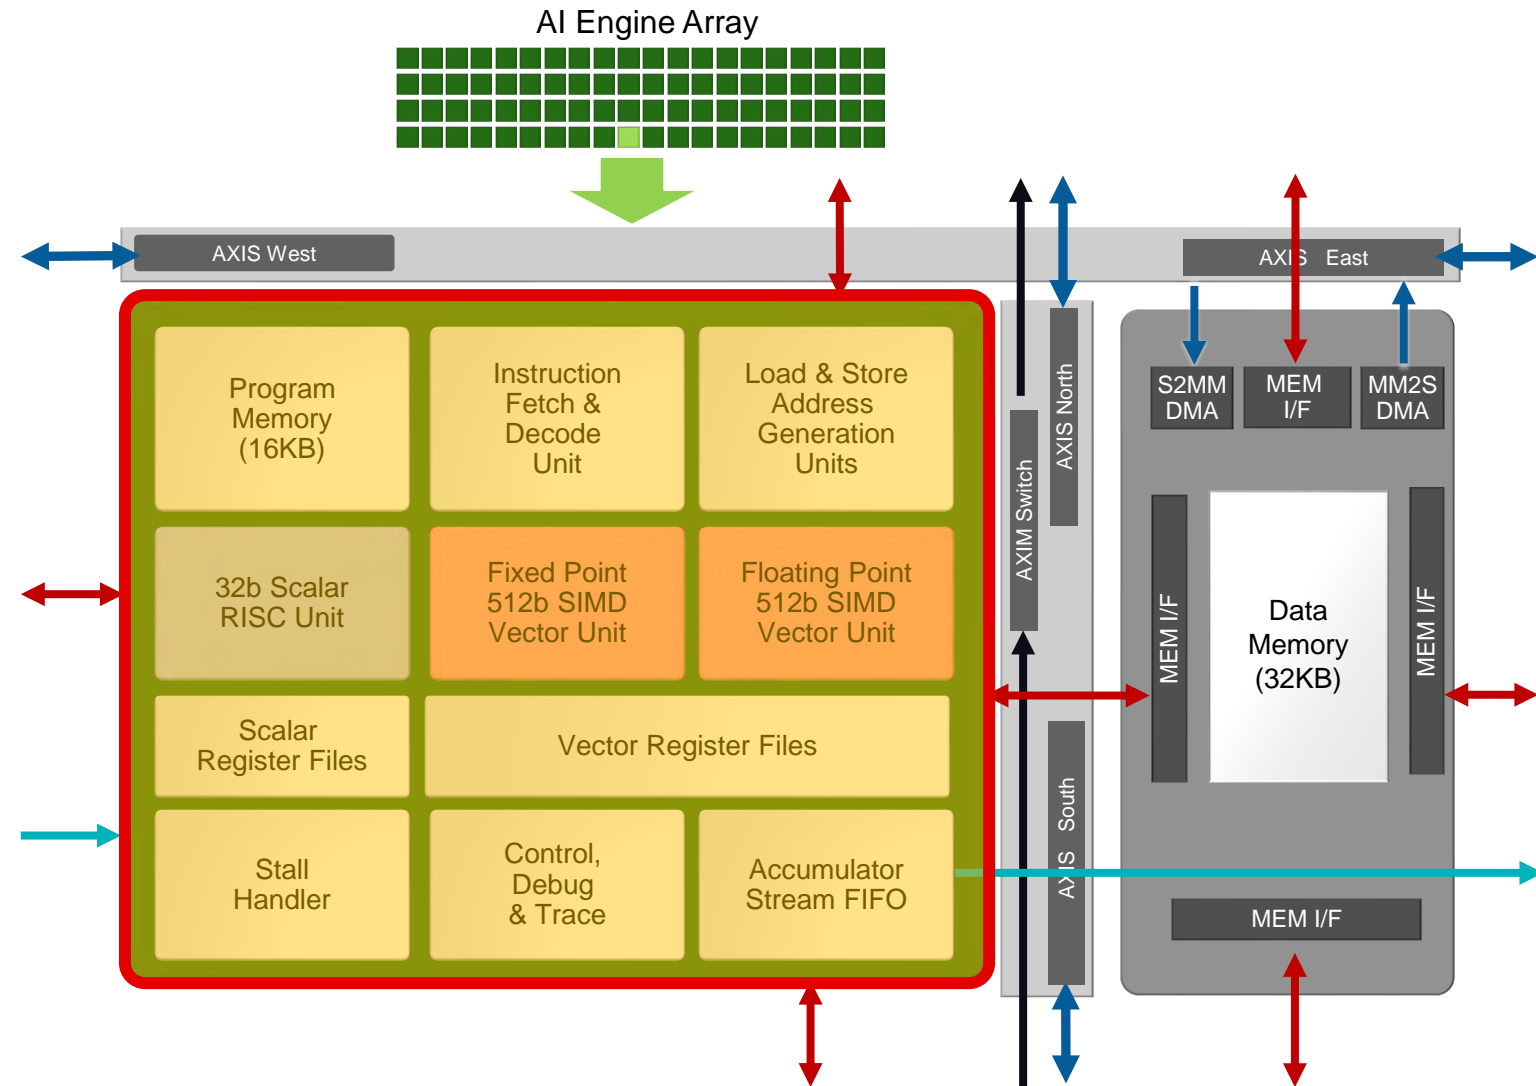 AI Engine Array
AXIS West
AXIS East
Program
Memory
(16KB)
Instruction
Fetch &
Decode
Unit
Load & Store
Address
Generation
Units
32b Scalar
RISC Unit
Fixed Point
512b SIMD
Vector Unit
Floating Point
512b SIMD
Vector Unit
Scalar
Register Files
Vector Register Files
Stall
Handler
Control,
Debug
& Trace
Accumulator
Stream FIFO
AXIM Switch
AXIS North
AXIS South
S2MM
DMA
MEM
I/F
MM2S
DMA
MEM I/F
Data
Memory
(32KB)
MEM I/F
MEM I/F